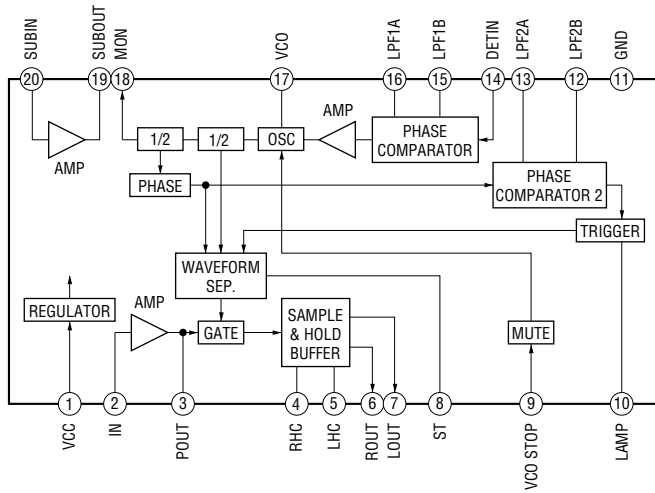 SUBIN
SUBOUT
MON
VCO
LPF1A
LPF1B
DETIN
LPF2A
LPF2B
GND
20
19
18
17
16
15
14
13
12
11
AMP
1/2
1/2
OSC
AMP
PHASE
COMPARATOR
PHASE
PHASE
COMPARATOR 2
TRIGGER
WAVEFORM
SEP.
REGULATOR
AMP
GATE
SAMPLE
& HOLD
BUFFER
MUTE
1
2
3
4
5
6
7
8
9
10
VCC
IN
POUT
RHC
LHC
ROUT
LOUT
ST
VCO STOP
LAMP